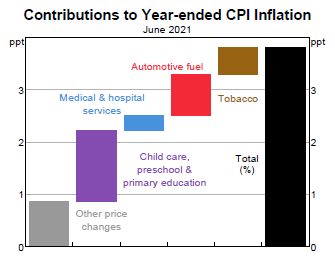 Contributions to Year-ended CPI Inflation
June 2021
ppt ppt
Automotive fuel
3 3
Medical & hospital
services
Tobacco
2 2
Child care,
preschool &
primary education
Total
(%)
1 1
Other price
changes
0 0